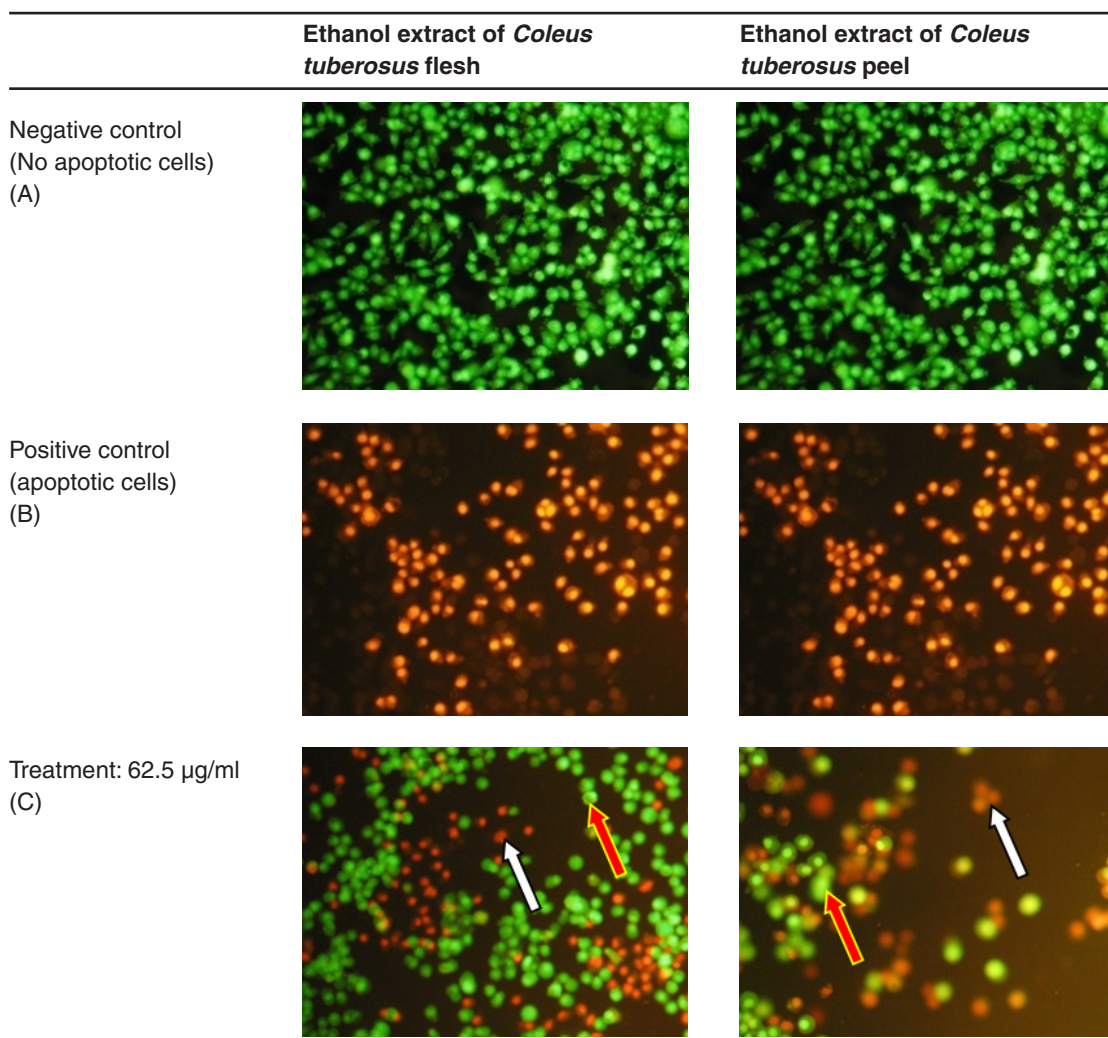 Ethanol extract of Coleus
tuberosus flesh
Ethanol extract of Coleus
tuberosus peel
Negative control
(No apoptotic cells)
(A)
Positive control
(apoptotic cells)
(B)
Treatment: 62.5 µg/ml
(C)